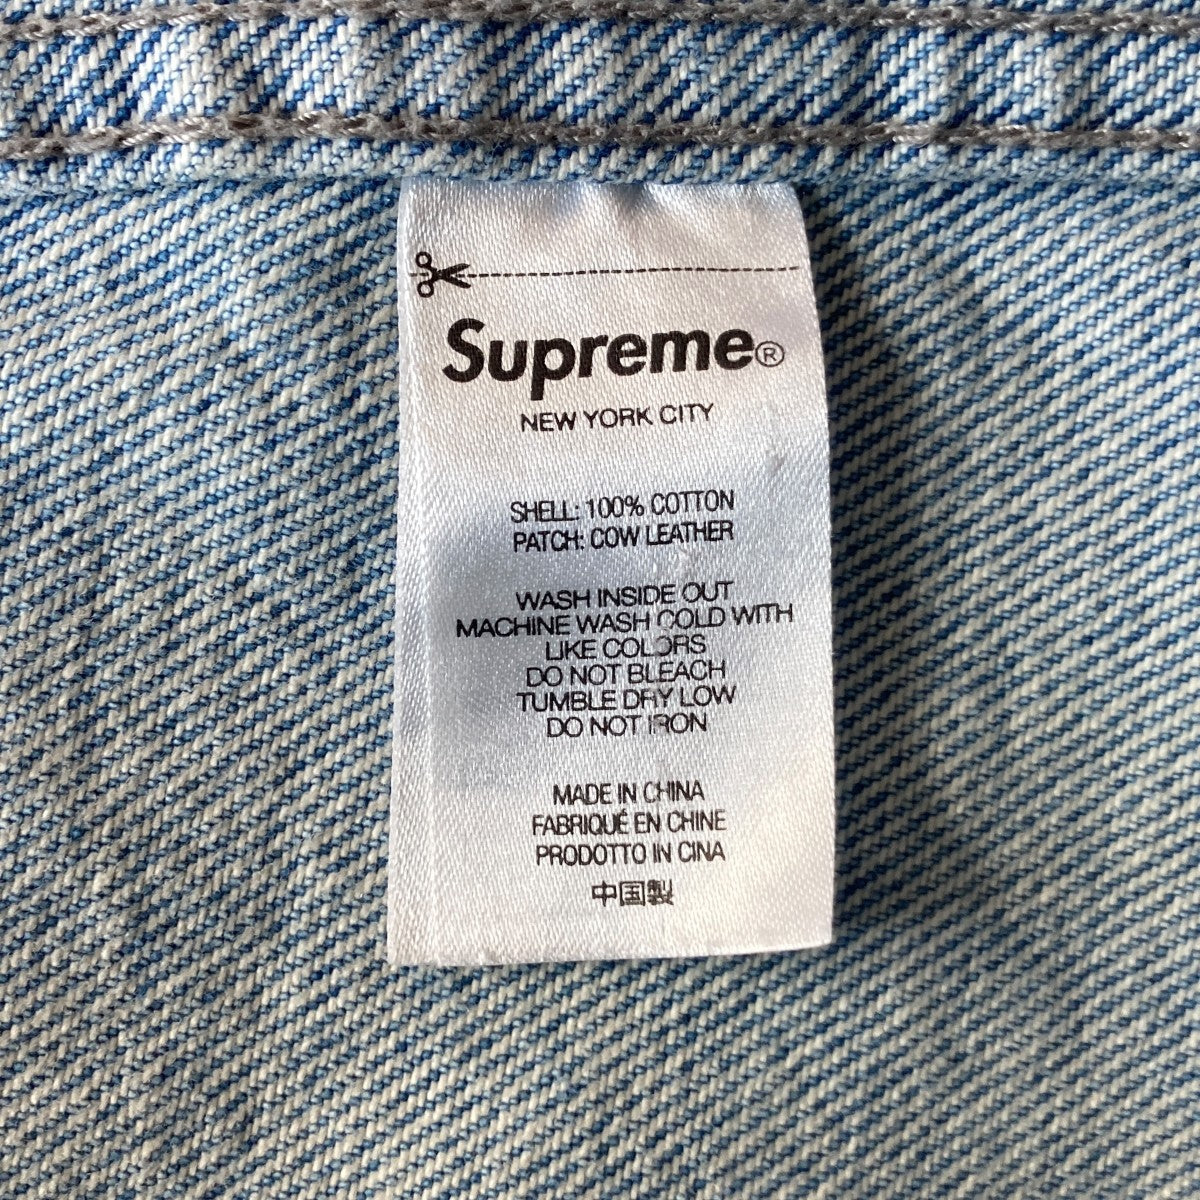 Supreme®
NEW YORK CITY
SHELL: 100% COTTON
PATCH: COW LEATHER
WASH INSIDE OUT
MACHINE WASH COLD WITH
LIKE COLORS
DO NOT BLEACH
TUMBLE DRY LOW
DO NOT IRON
MADE IN CHINA
FABRIQUÉ EN CHINE
PRODOTTO IN CINA
中国製